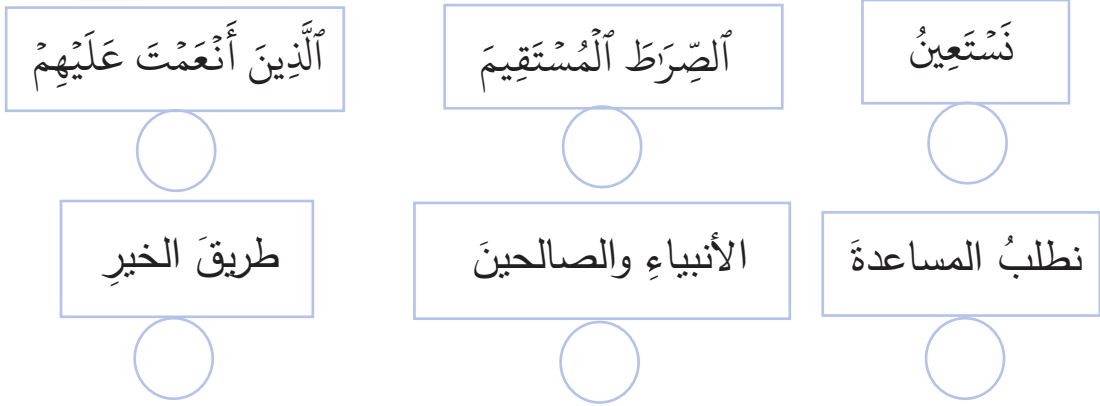 نَسْتَعِينُ
ٱلصِّرَٰطَ ٱلْمُسْتَقِيمَ
ٱلَّذِينَ أَنْعَمْتَ عَلَيْهِمْ
نطلبُ المساعدةَ
الأنبياءِ والصالحينَ
طريقَ الخيرِ